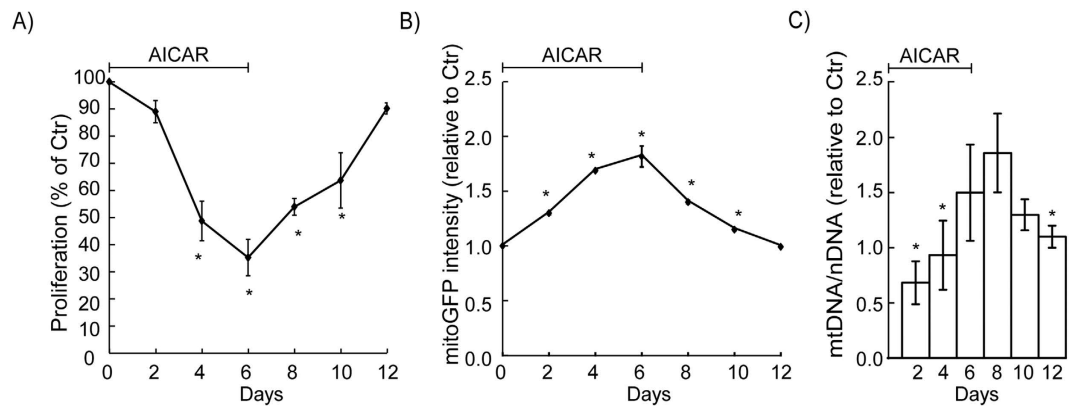 A)
AICAR
Proliferation (% of Ctr)
100
90
80
70
60
50
40
30
20
10
0
*
*
*
*
0 2 4 6 8 10 12
Days
B)
AICAR
mitoGFP intensity (relative to Ctr)
2.5
2.0
1.5
1.0
0.5
0.0
*
*
*
*
*
0 2 4 6 8 10 12
Days
C)
AICAR
mtDNA/nDNA (relative to Ctr)
2.5
2.0
1.5
1.0
0.5
0.0
*
*
*
2 4 6 8 10 12
Days